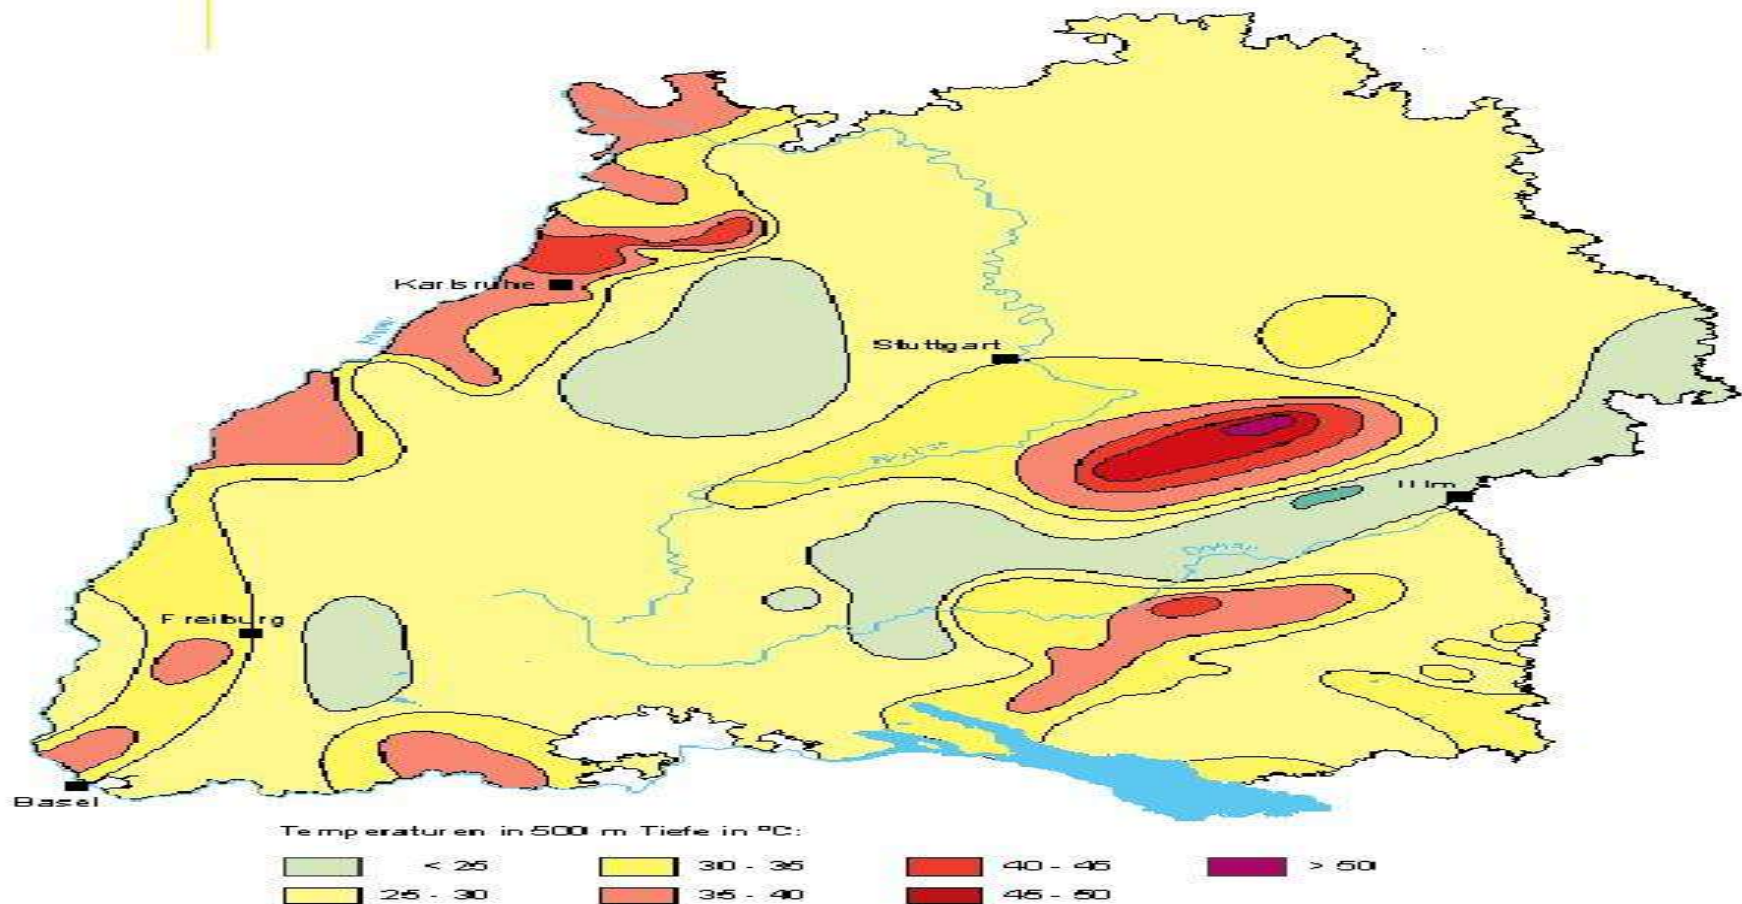 Karlsruhe
Stuttgart
Ulm
Donau
Freiburg
Basel
Temperaturen in 500 m Tiefe in °C:
< 25
30 - 35
40 - 45
> 50
25 - 30
35 - 40
45 - 50